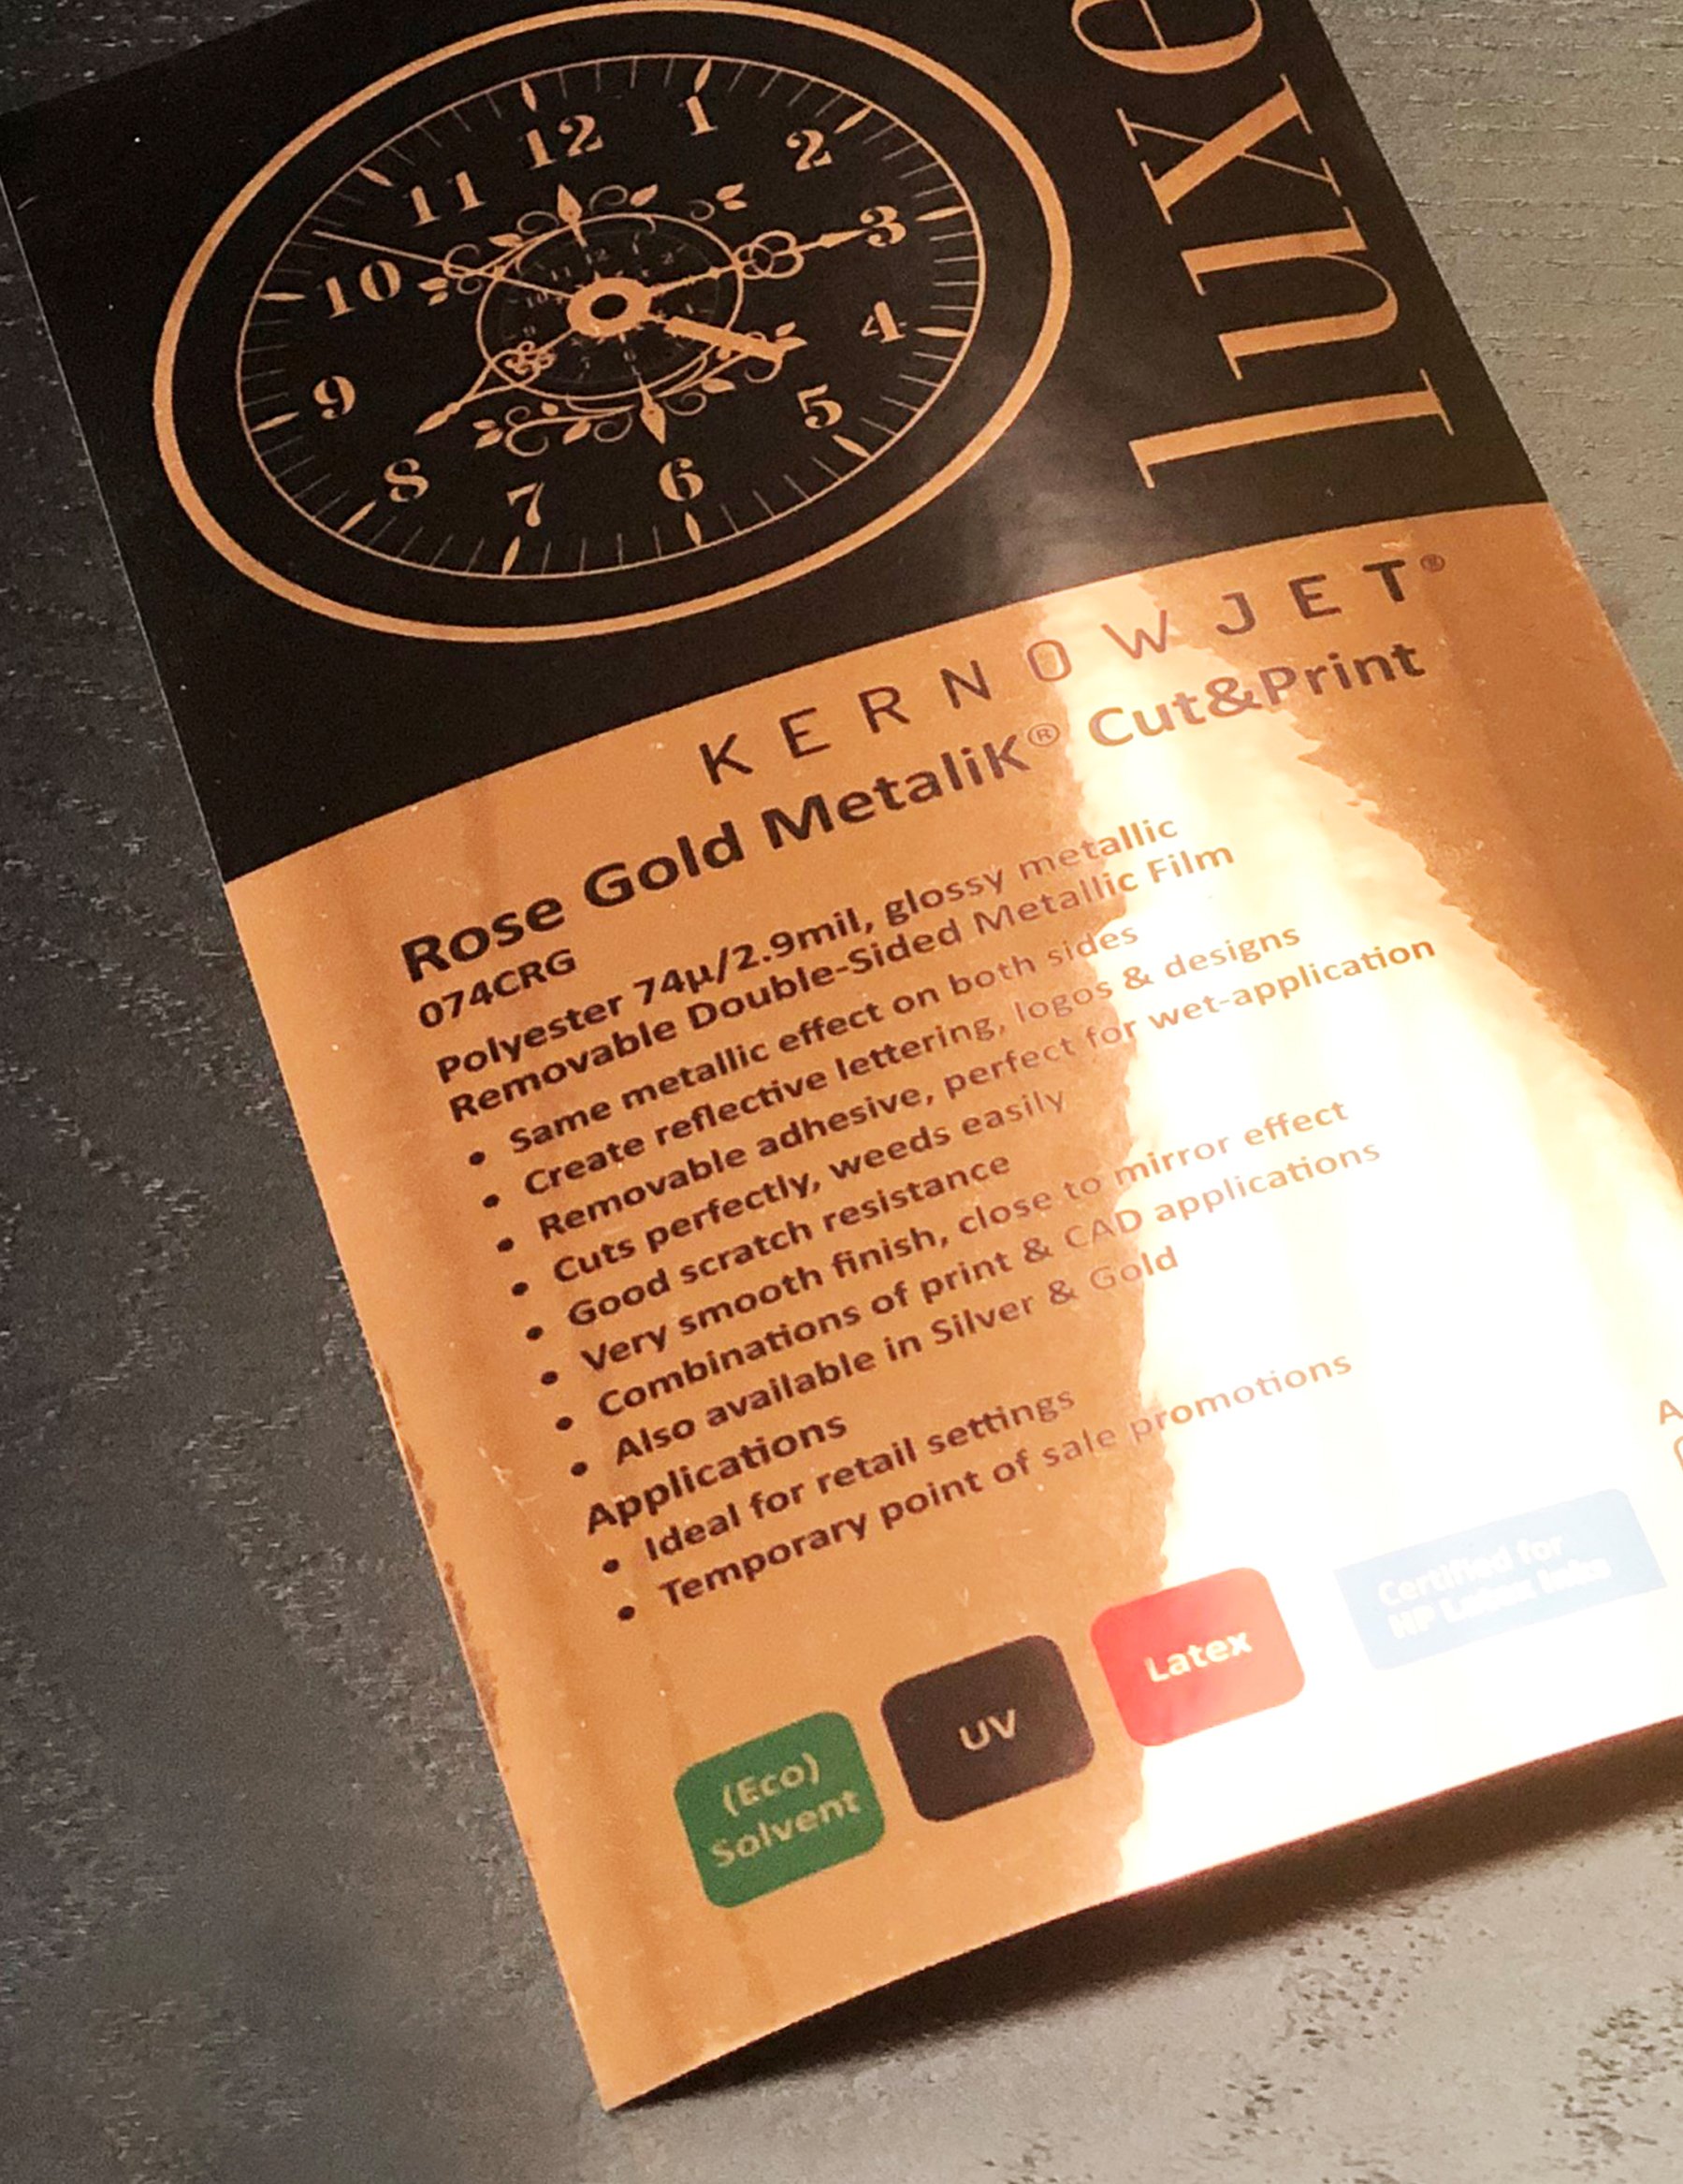 12
1
2
3
4
5
6
7
8
9
10
11
luxe
KERNOWJET®
Rose Gold MetaliK® Cut&Print
074CRG
Polyester 74µ/2.9mil, glossy metallic
Removable Double-Sided Metallic Film
• Same metallic effect on both sides
• Create reflective lettering, logos & designs
• Removable adhesive, perfect for wet-application
• Cuts perfectly, weeds easily
• Good scratch resistance
• Very smooth finish, close to mirror effect
• Combinations of print & CAD applications
• Also available in Silver & Gold
Applications
• Ideal for retail settings
• Temporary point of sale promotions
(Eco)
Solvent
UV
Latex
Certified for
HP Latex Inks